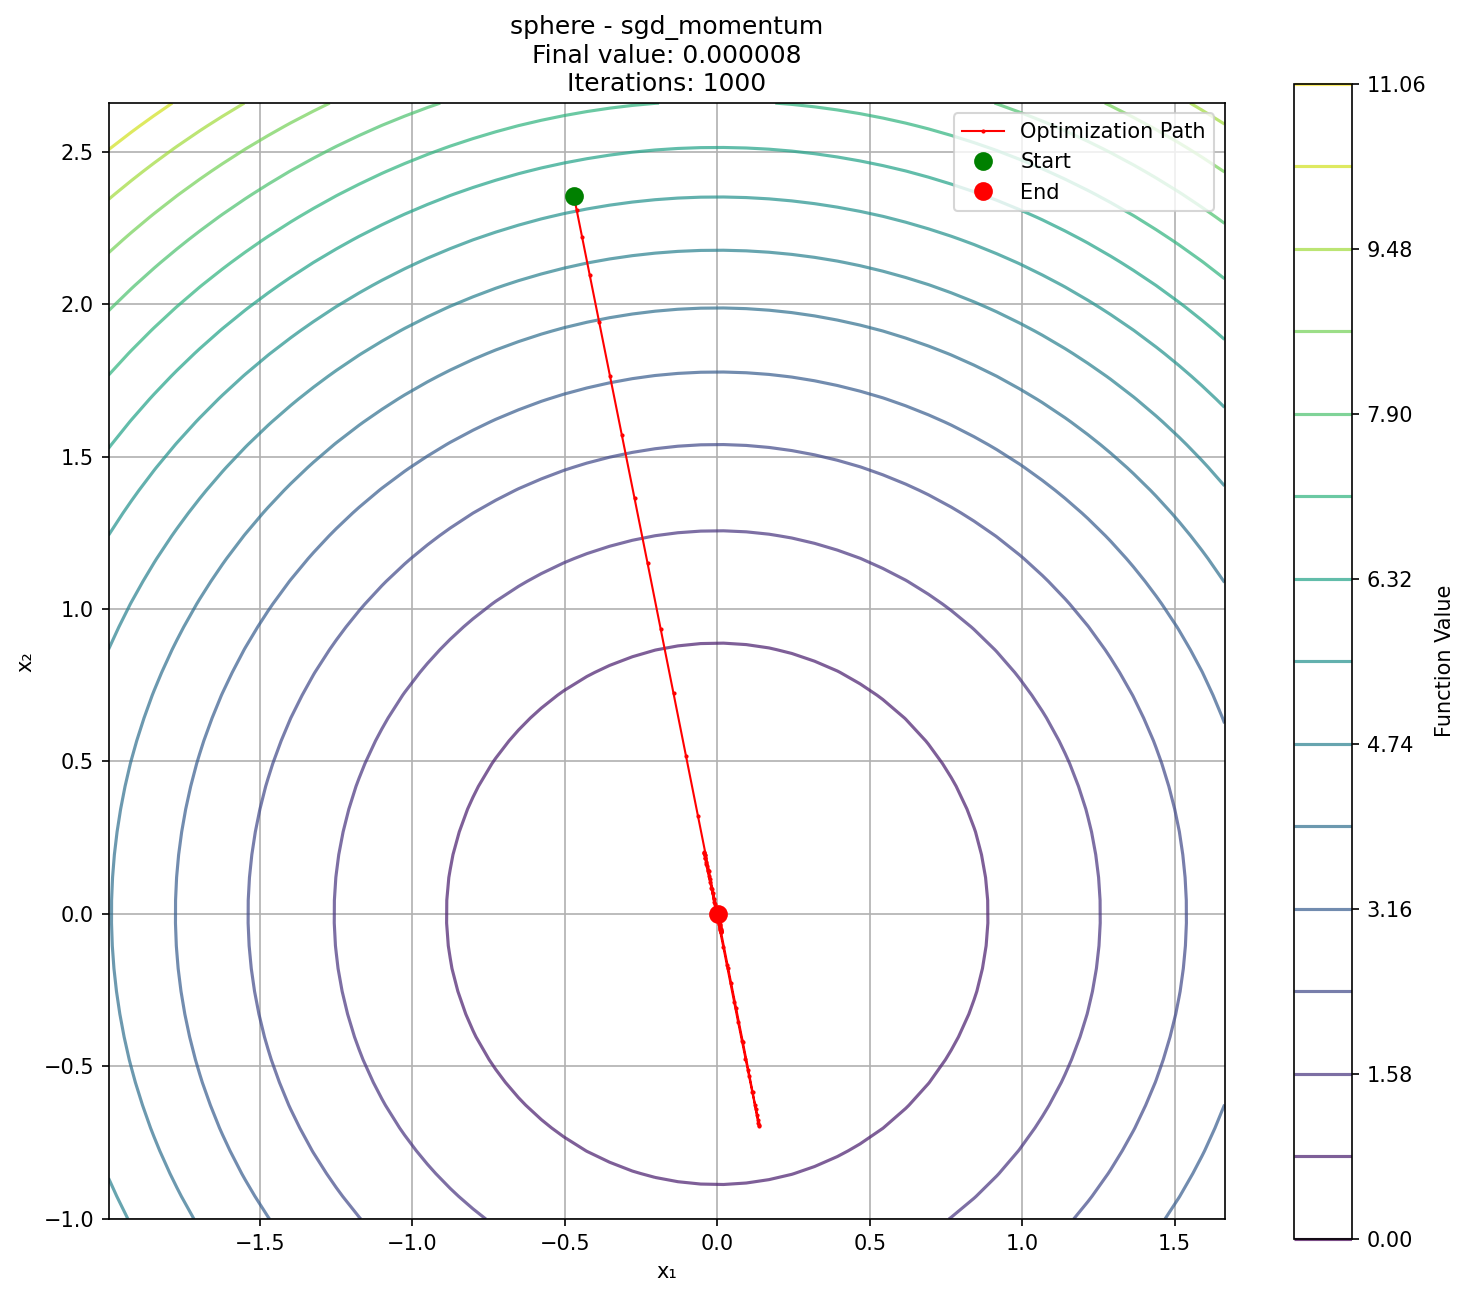 sphere - sgd_momentum
Final value: 0.000008
Iterations: 1000
Optimization Path
Start
End
2.5
2.0
1.5
1.0
0.5
0.0
−0.5
−1.0
x₂
−1.5
−1.0
−0.5
0.0
0.5
1.0
1.5
x₁
11.06
9.48
7.90
6.32
4.74
3.16
1.58
0.00
Function Value